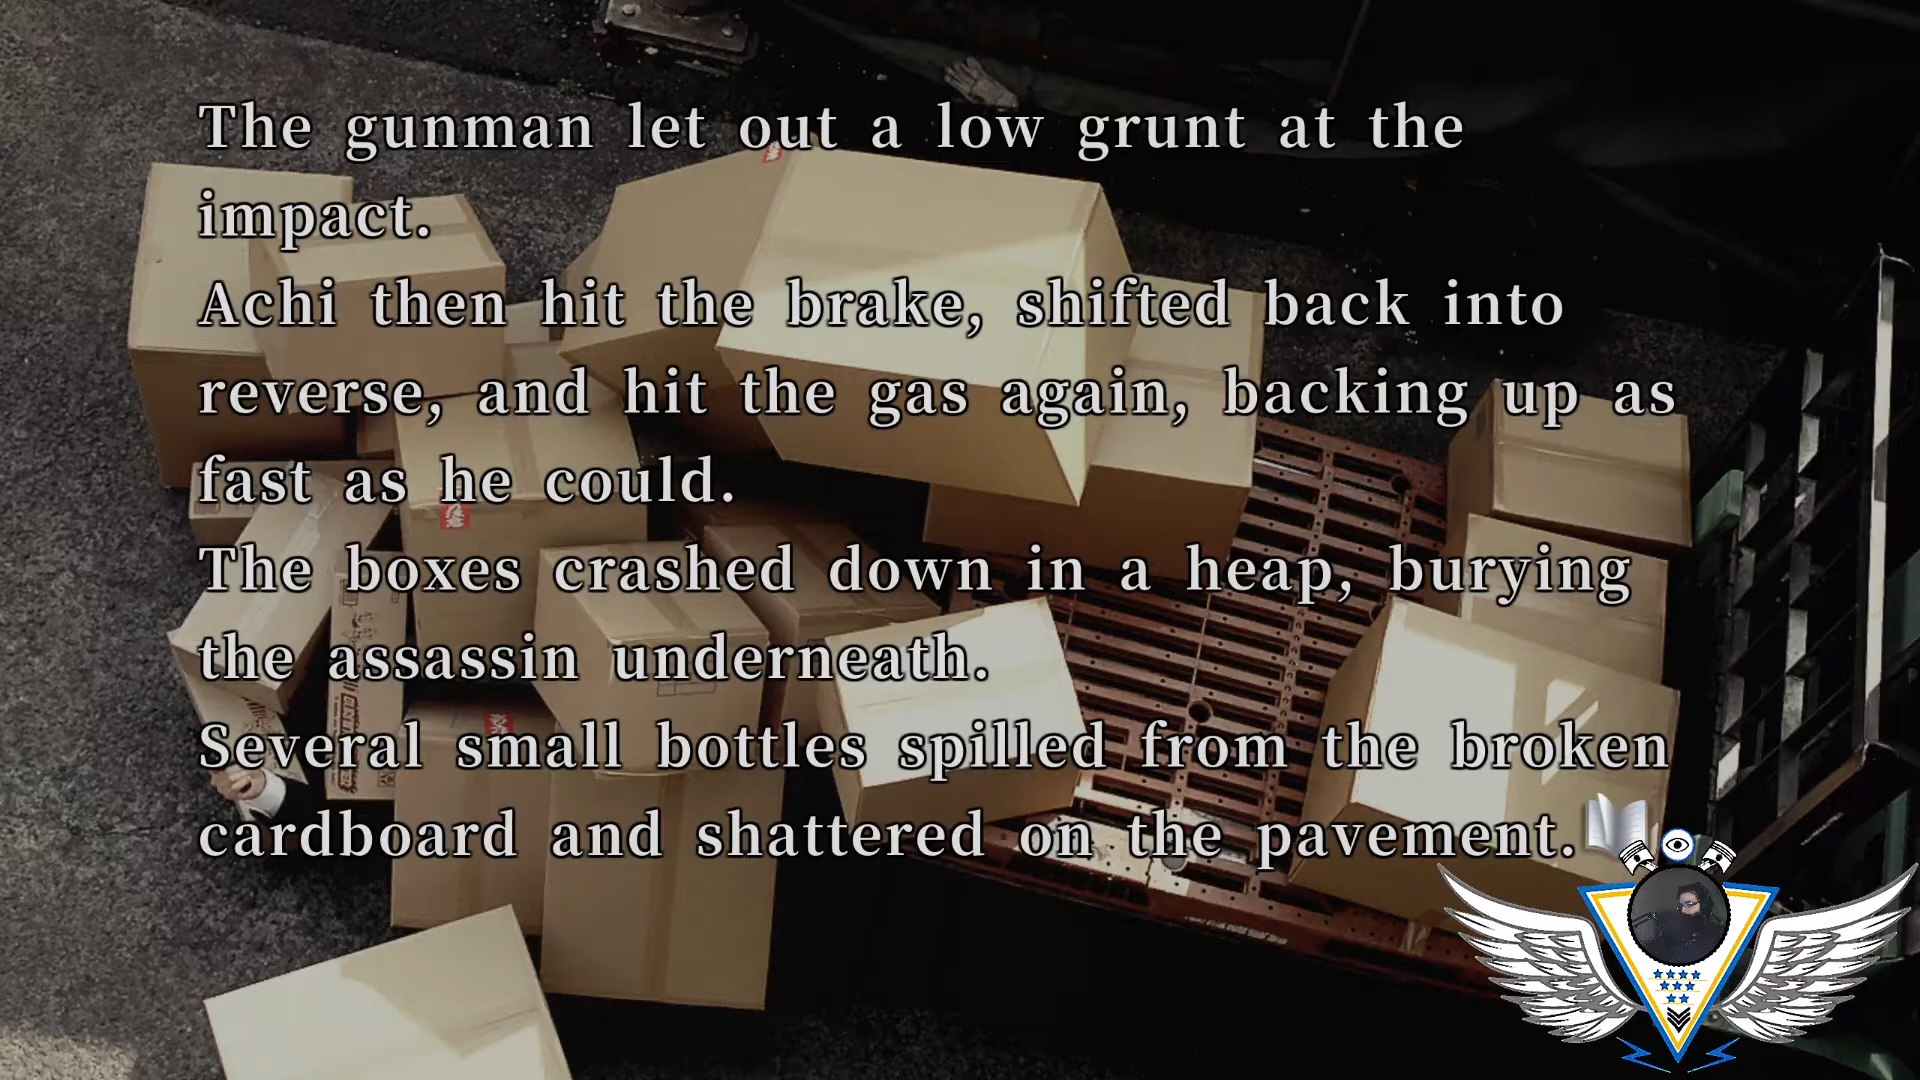 The gunman let out a low grunt at the
impact.
Achi then hit the brake, shifted back into
reverse, and hit the gas again, backing up as
fast as he could.
The boxes crashed down in a heap, burying
the assassin underneath.
Several small bottles spilled from the broken
cardboard and shattered on the pavement.